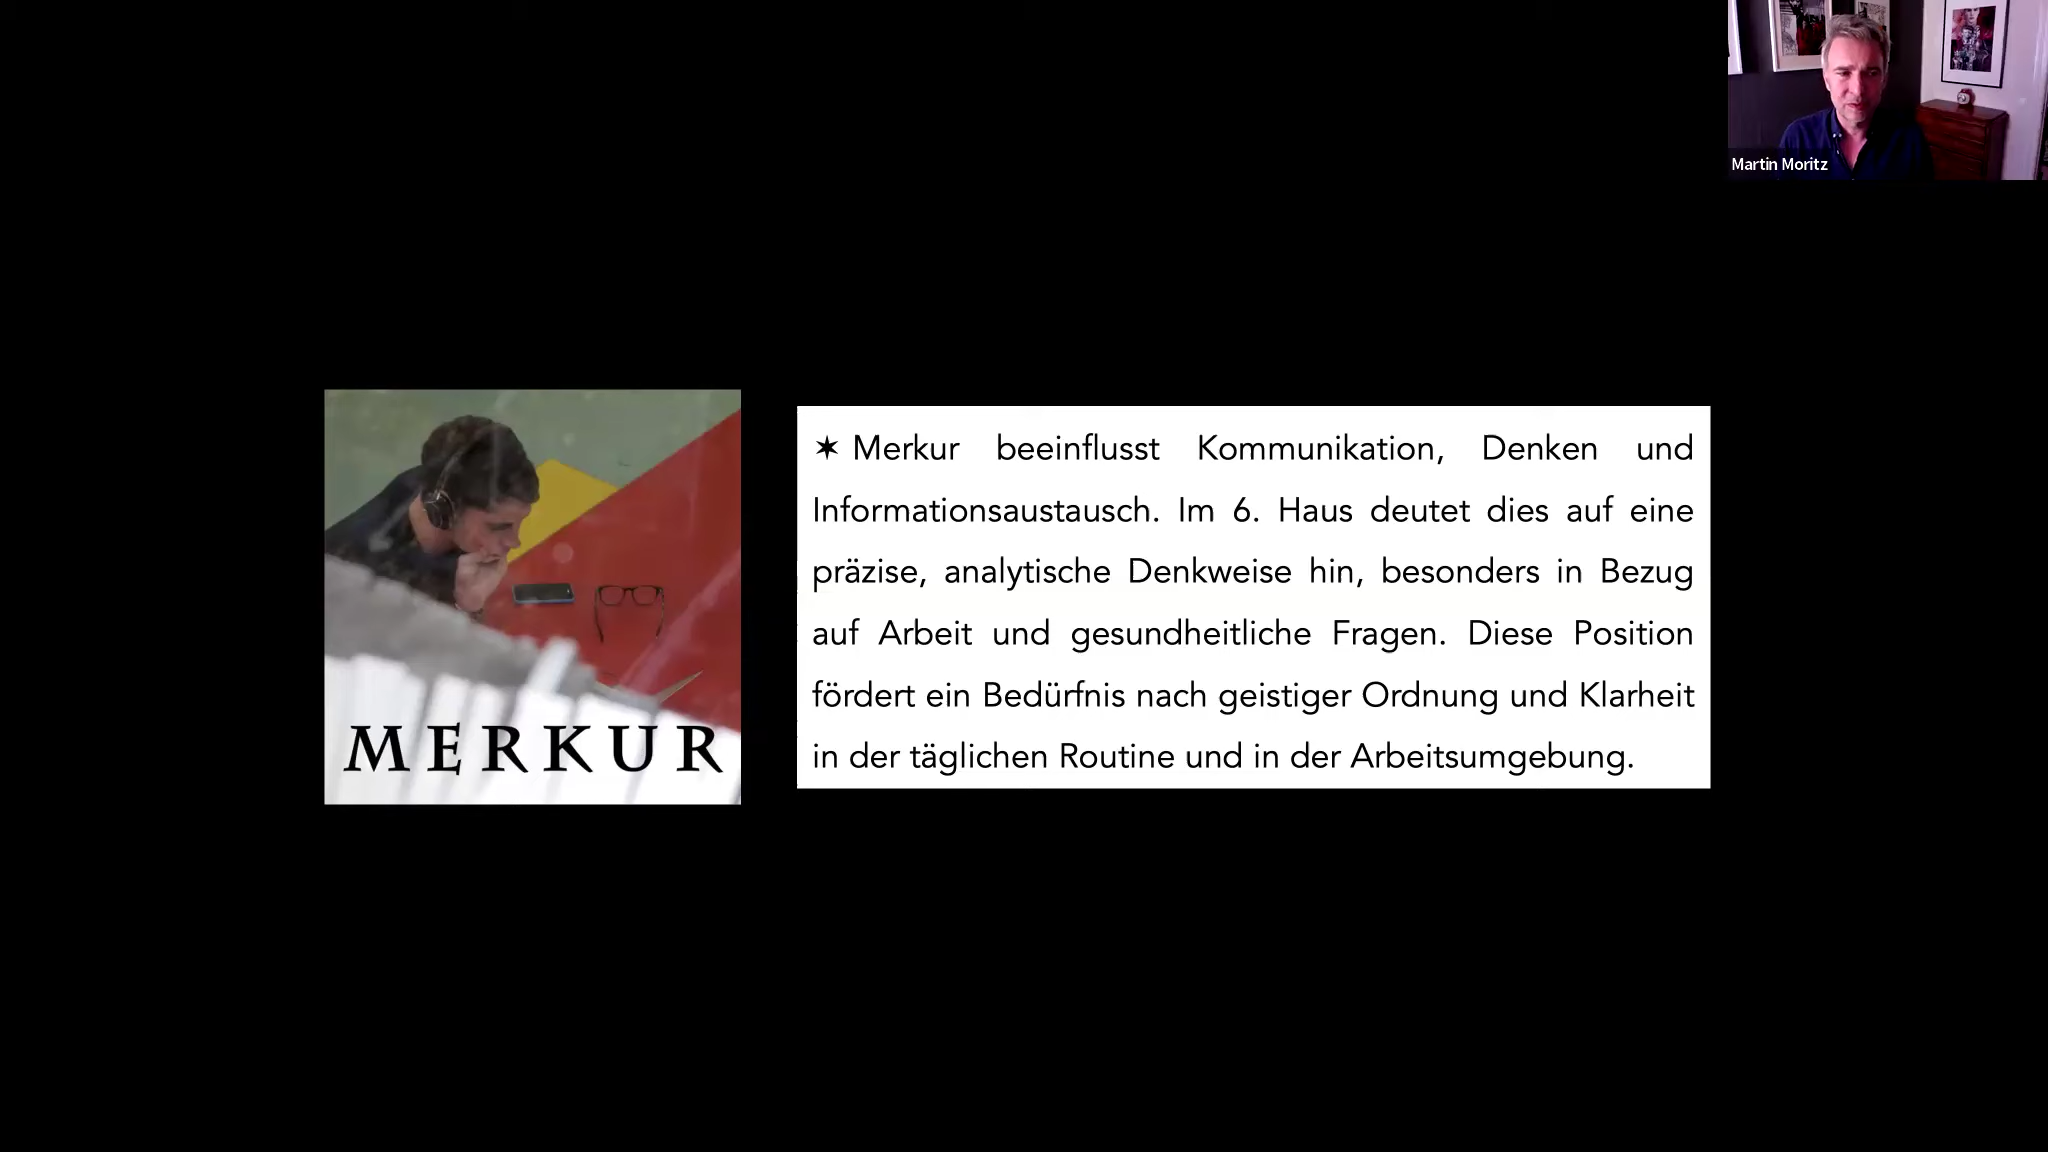 Martin Moritz
MERKUR
✶ Merkur beeinflusst Kommunikation, Denken und
Informationsaustausch. Im 6. Haus deutet dies auf eine
präzise, analytische Denkweise hin, besonders in Bezug
auf Arbeit und gesundheitliche Fragen. Diese Position
fördert ein Bedürfnis nach geistiger Ordnung und Klarheit
in der täglichen Routine und in der Arbeitsumgebung.